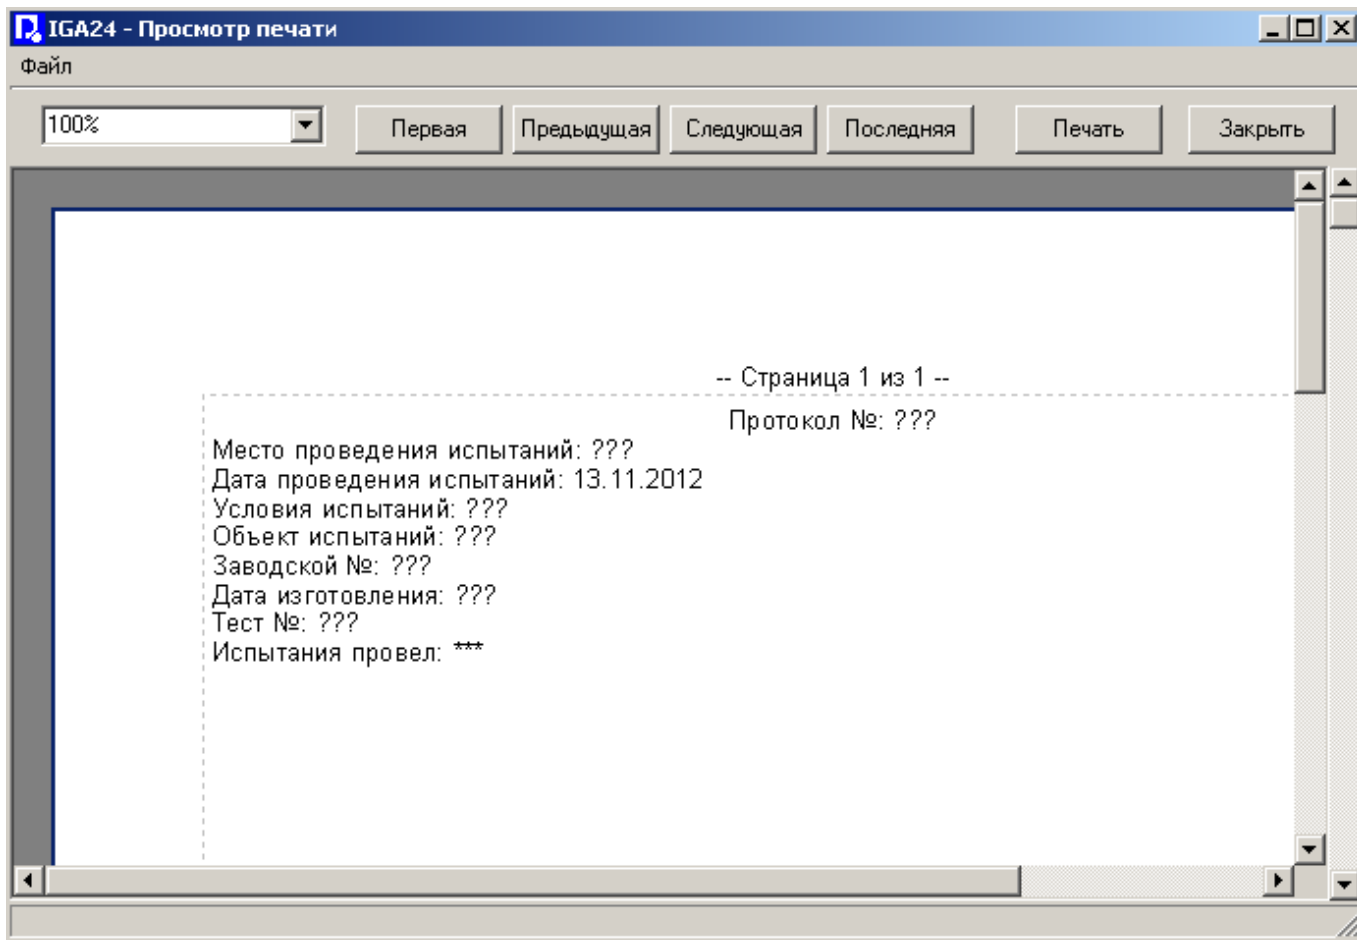 IGA24 - Просмотр печати
Файл
100% Первая Предыдущая Следующая Последняя Печать Закрыть
-- Страница 1 из 1 --
Протокол №: ???
Место проведения испытаний: ???
Дата проведения испытаний: 13.11.2012
Условия испытаний: ???
Объект испытаний: ???
Заводской №: ???
Дата изготовления: ???
Тест №: ???
Испытания провел: ***